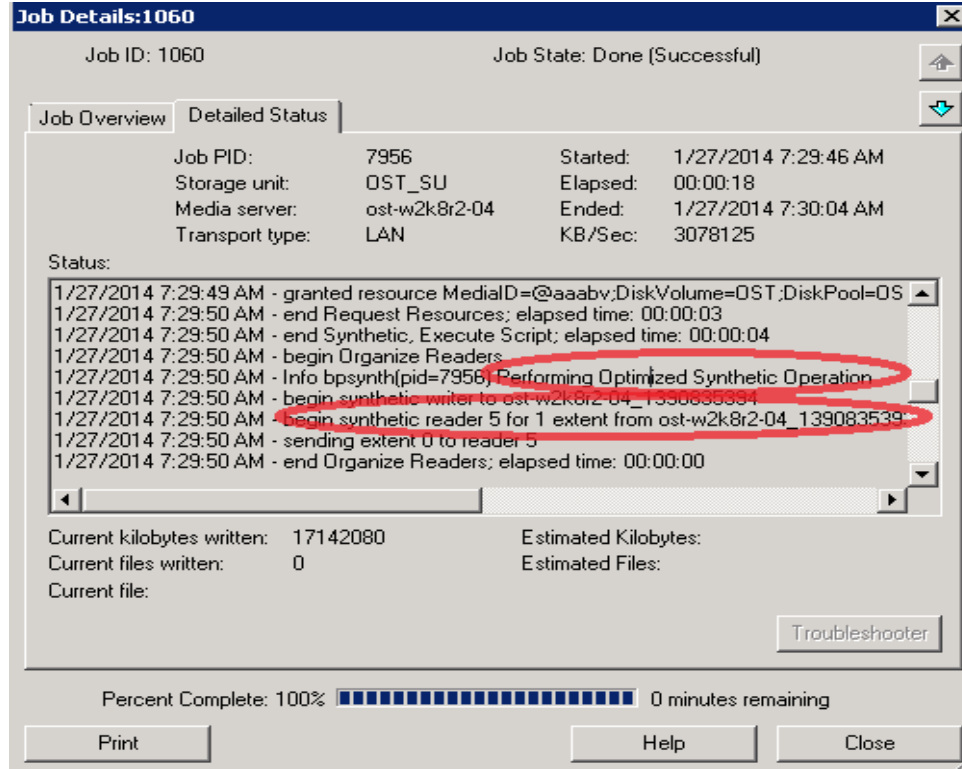 Job Details:1060
Job ID: 1060 Job State: Done (Successful)
Job Overview Detailed Status
Job PID: 7956 Started: 1/27/2014 7:29:46 AM
Storage unit: OST_SU Elapsed: 00:00:18
Media server: ost-w2k8r2-04 Ended: 1/27/2014 7:30:04 AM
Transport type: LAN KB/Sec: 3078125
Status:
1/27/2014 7:29:49 AM - granted resource MediaID=@aaabv;DiskVolume=OST;DiskPool=OS
1/27/2014 7:29:50 AM - end Request Resources; elapsed time: 00:00:03
1/27/2014 7:29:50 AM - end Synthetic, Execute Script; elapsed time: 00:00:04
1/27/2014 7:29:50 AM - begin Organize Readers
1/27/2014 7:29:50 AM - Info bpsynth(pid=7956) Performing Optimized Synthetic Operation
1/27/2014 7:29:50 AM - begin synthetic writer to ost-w2k8r2-04_1390835394
1/27/2014 7:29:50 AM - begin synthetic reader 5 for 1 extent from ost-w2k8r2-04_139083539
1/27/2014 7:29:50 AM - sending extent 0 to reader 5
1/27/2014 7:29:50 AM - end Organize Readers; elapsed time: 00:00:00
Current kilobytes written: 17142080 Estimated Kilobytes:
Current files written: 0 Estimated Files:
Current file:
Troubleshooter
Percent Complete: 100% 0 minutes remaining
Print Help Close